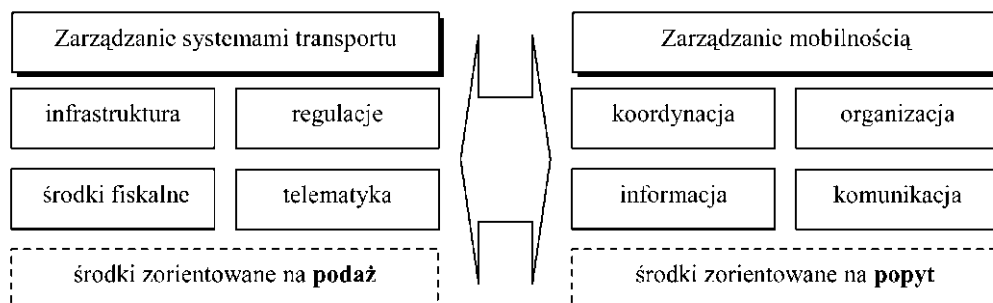 Zarządzanie systemami transportu
Zarządzanie mobilnością
infrastruktura
regulacje
koordynacja
organizacja
środki fiskalne
telematyka
informacja
komunikacja
środki zorientowane na podaż
środki zorientowane na popyt